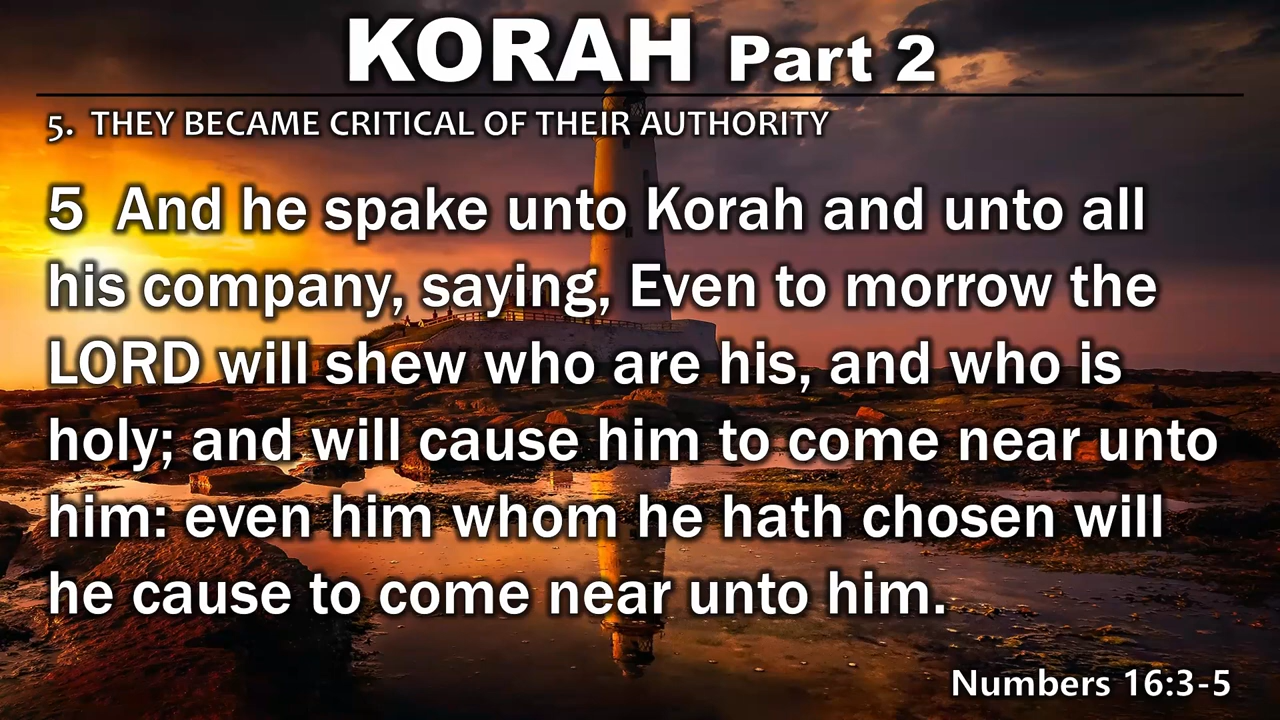 KORAH Part 2
5. THEY BECAME CRITICAL OF THEIR AUTHORITY
5 And he spake unto Korah and unto all
his company, saying, Even to morrow the
LORD will shew who are his, and who is
holy; and will cause him to come near unto
him: even him whom he hath chosen will
he cause to come near unto him.
Numbers 16:3-5